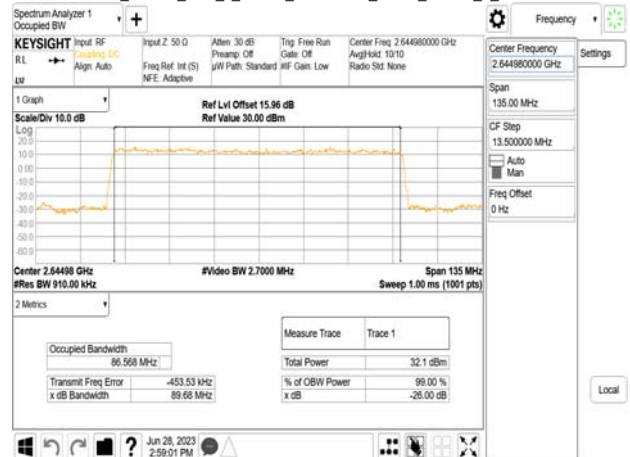 Spectrum Analyzer 1
Occupied BW
Frequency
KEYSIGHT
Input: RF
Coupling: DC
Align: Auto
Input Z: 50 Ω
Freq Ref: Int (S)
NFE: Adaptive
Atten: 30 dB
Preamp: Off
µW Path: Standard
Trig: Free Run
Gate: Off
#IF Gain: Low
Center Freq: 2.644980000 GHz
Avg|Hold: 10/10
Radio Std: None
RL
Center Frequency
2.644980000 GHz
Settings
Span
135.00 MHz
CF Step
13.500000 MHz
Auto
Man
Freq Offset
0 Hz
Local
1 Graph
Scale/Div 10.0 dB
Ref Lvl Offset 15.96 dB
Ref Value 30.00 dBm
Log
20.0
10.0
0.00
-10.0
-20.0
-30.0
-40.0
-50.0
-60.0
Center 2.64498 GHz
#Res BW 910.00 kHz
#Video BW 2.7000 MHz
Span 135 MHz
Sweep 1.00 ms (1001 pts)
2 Metrics
Measure Trace
Trace 1
Occupied Bandwidth
86.568 MHz
Total Power
32.1 dBm
Transmit Freq Error
-453.53 kHz
% of OBW Power
99.00 %
x dB Bandwidth
89.68 MHz
x dB
-26.00 dB
Jun 28, 2023
2:59:01 PM